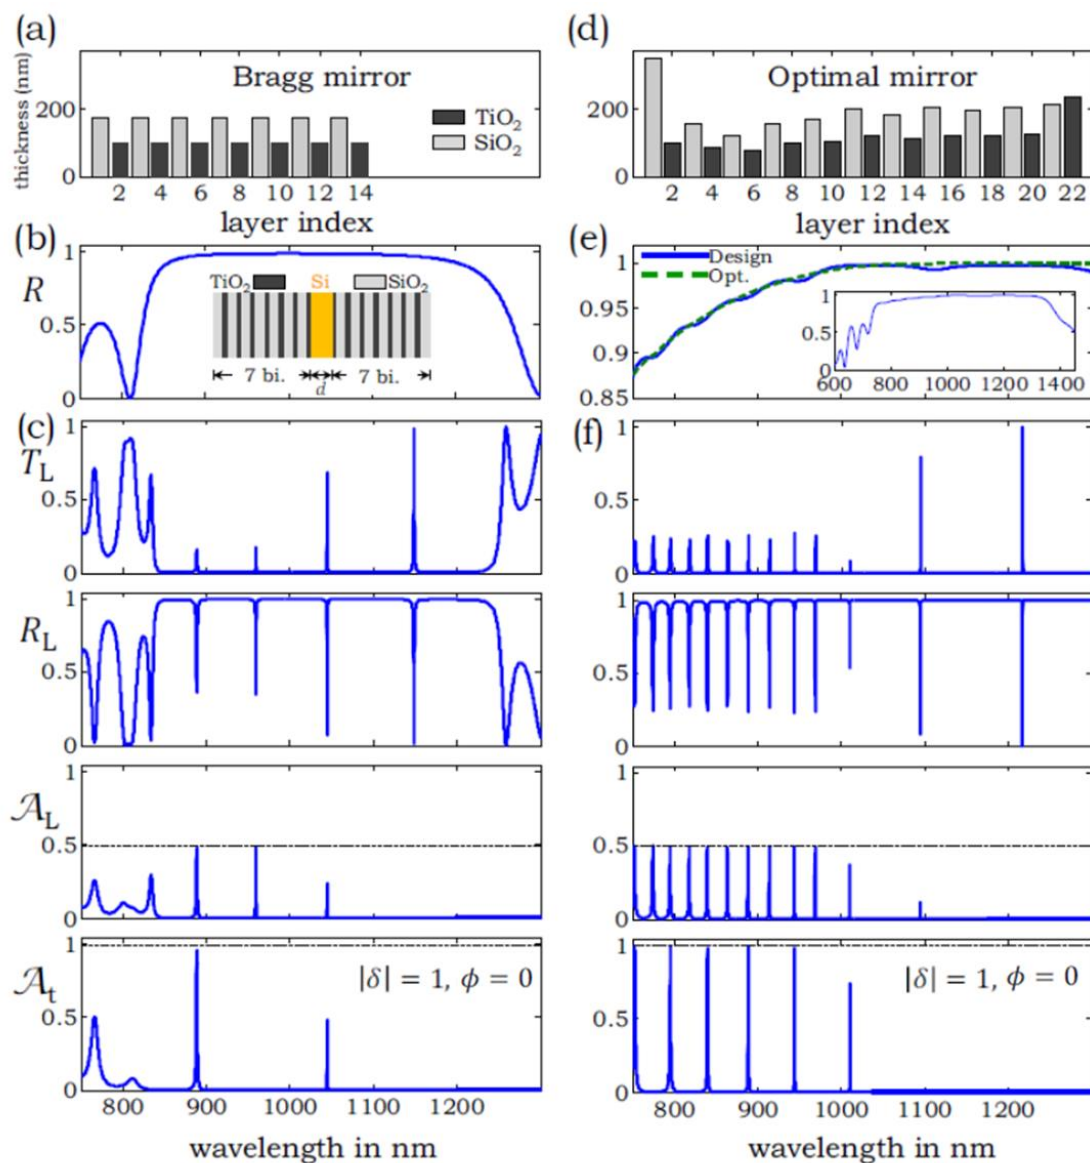 (a)
thickness (nm)
200
0
Bragg mirror
TiO₂
SiO₂
2 4 6 8 10 12 14
layer index
(d)
200
0
Optimal mirror
2 4 6 8 10 12 14 16 18 20 22
layer index
(b)
R
1
0.5
0
TiO₂ Si SiO₂
7 bi. d 7 bi.
(e)
1
0.95
0.9
0.85
Design
Opt.
1
0.5
0
600 800 1000 1200 1400
(c)
T_L
1
0.5
0
(f)
1
0.5
0
R_L
1
0.5
0
1
0.5
0
𝒜_L
1
0.5
0
1
0.5
0
𝒜_t
1
0.5
0
|δ| = 1, ϕ = 0
800 900 1000 1100 1200
wavelength in nm
1
0.5
0
|δ| = 1, ϕ = 0
800 900 1000 1100 1200
wavelength in nm